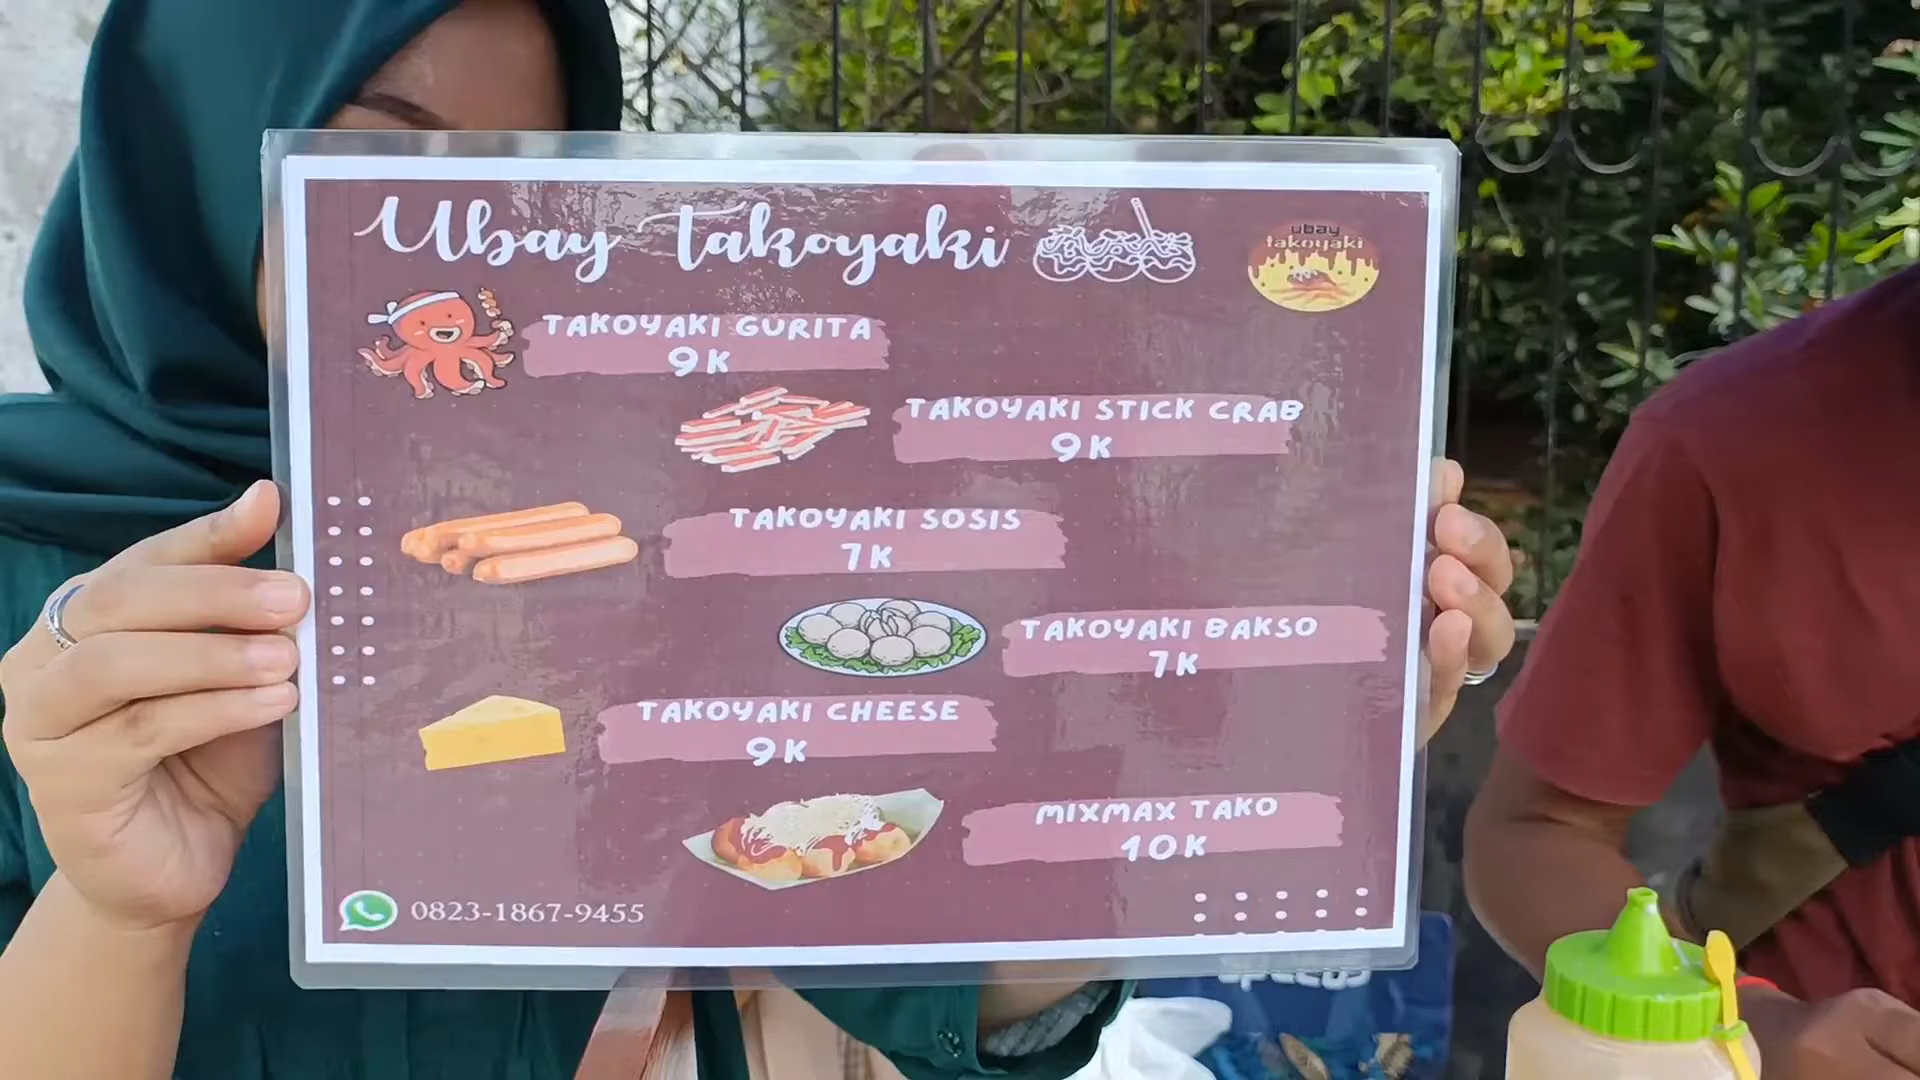 Ubay Takoyaki
ubay
takoyaki
TAKOYAKI GURITA
9K
TAKOYAKI STICK CRAB
9K
TAKOYAKI SOSIS
7K
TAKOYAKI BAKSO
7K
TAKOYAKI CHEESE
9K
MIXMAX TAKO
10K
0823-1867-9455